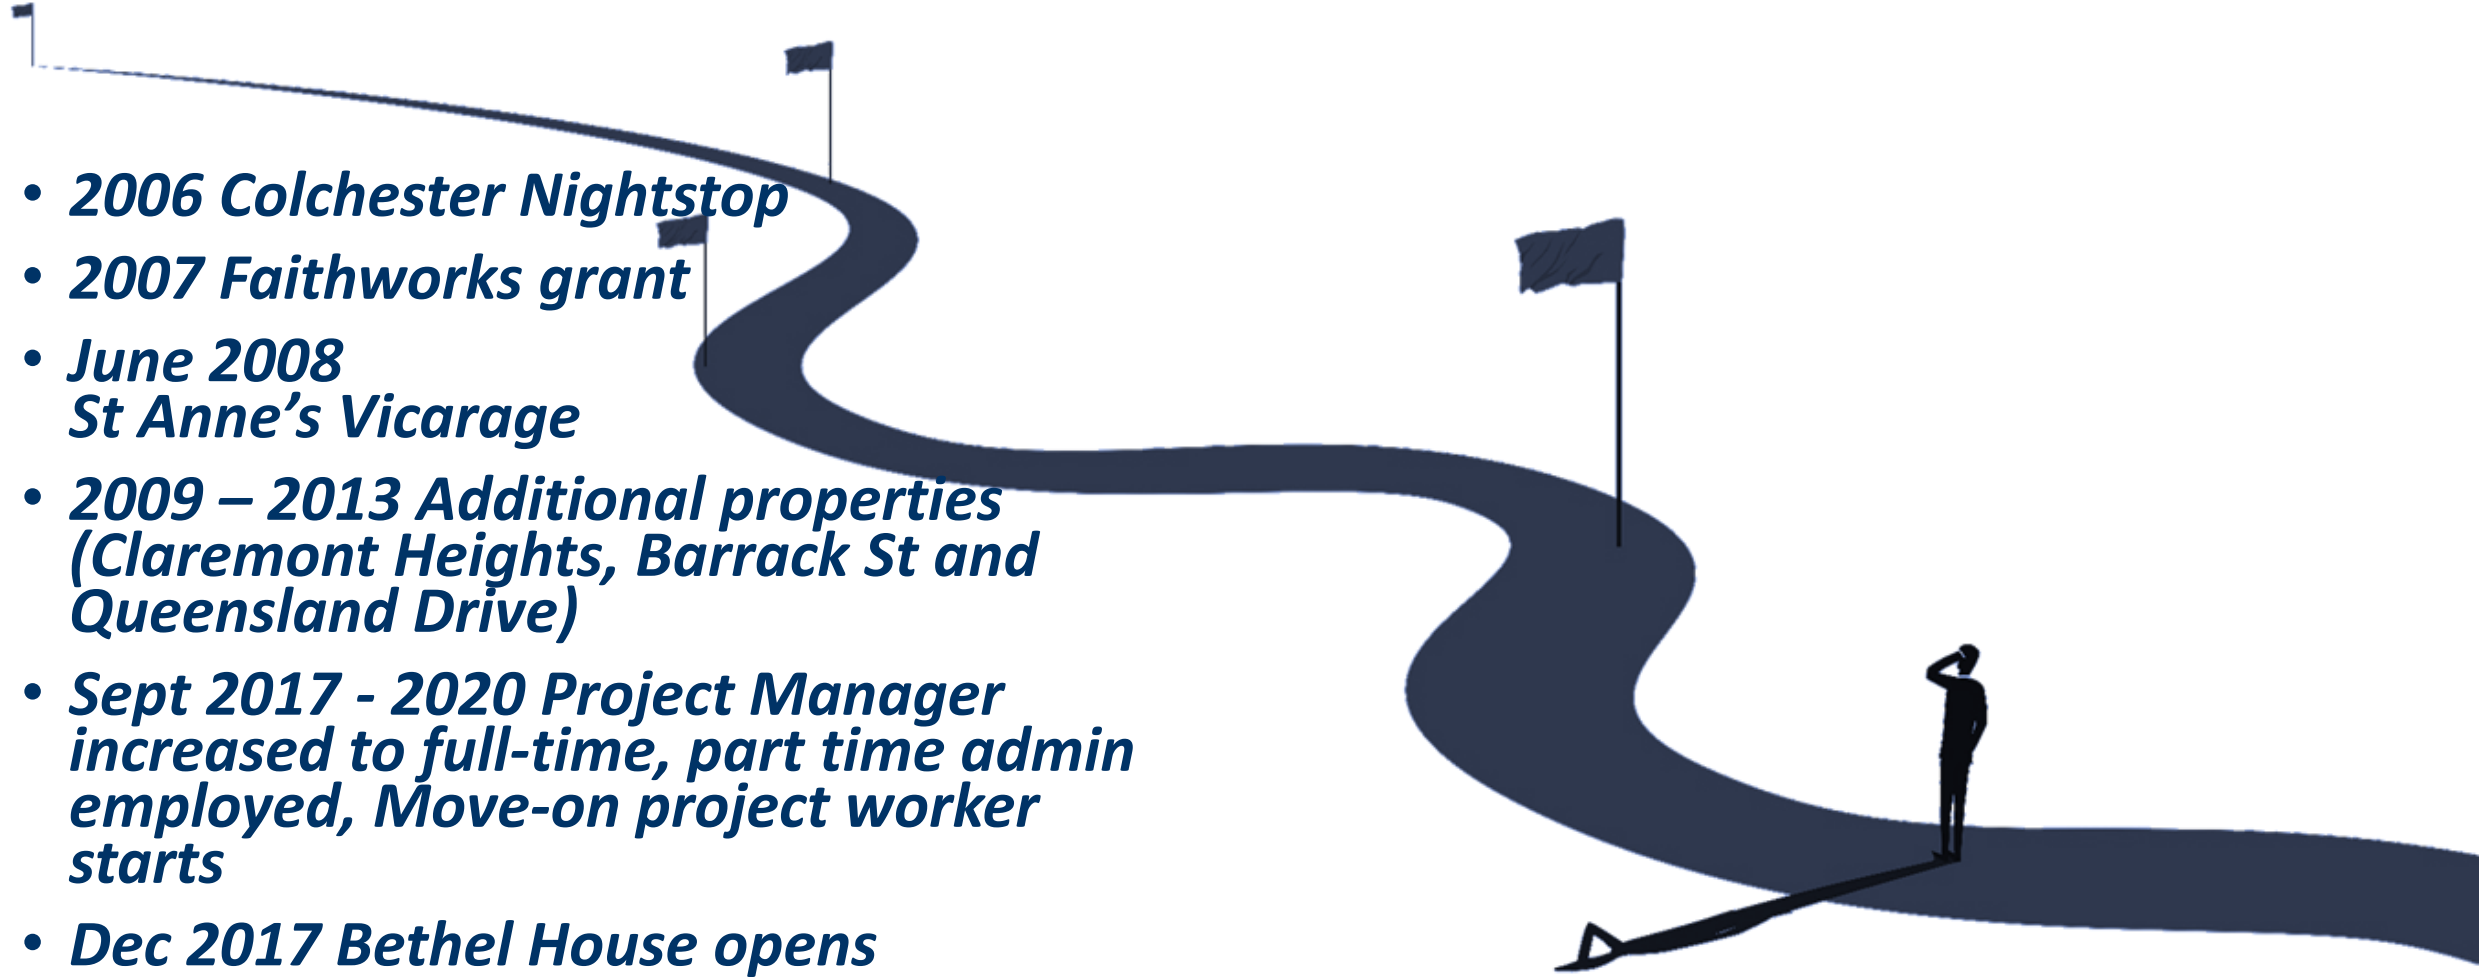 • 2006 Colchester Nightstop
• 2007 Faithworks grant
• June 2008
St Anne’s Vicarage
• 2009 – 2013 Additional properties
(Claremont Heights, Barrack St and
Queensland Drive)
• Sept 2017 - 2020 Project Manager
increased to full-time, part time admin
employed, Move-on project worker
starts
• Dec 2017 Bethel House opens